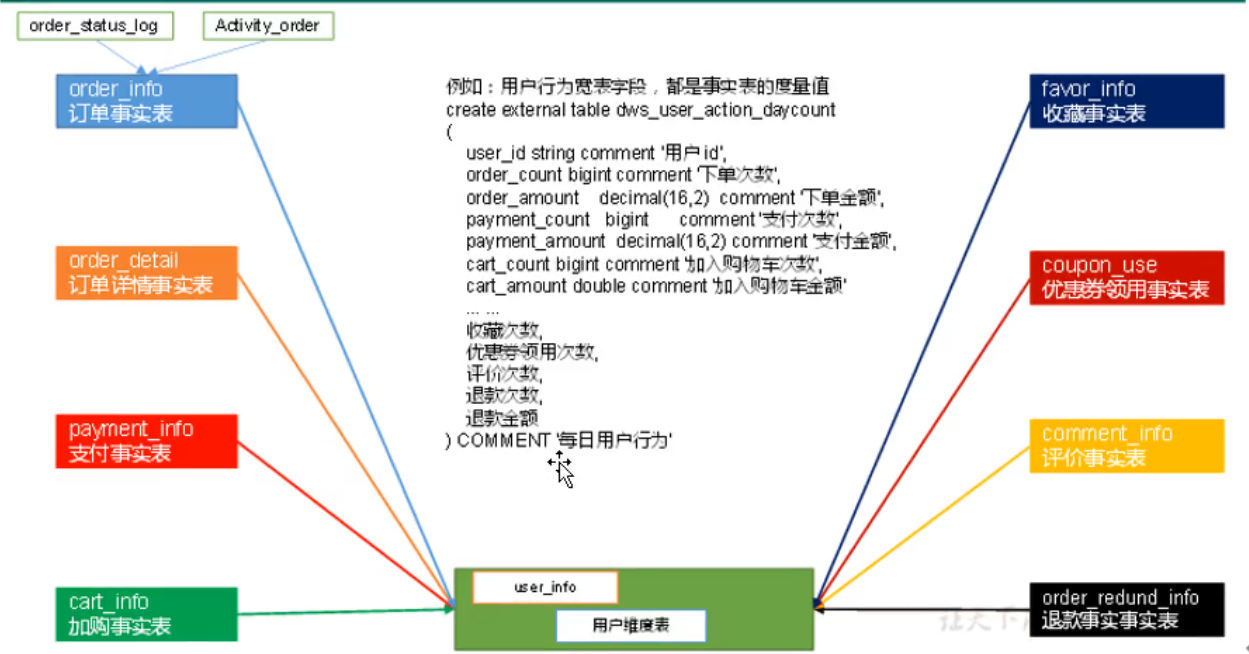 order_status_log
Activity_order
order_info
订单事实表
order_detail
订单详情事实表
payment_info
支付事实表
cart_info
加购事实表
例如：用户行为宽表字段，都是事实表的度量值
create external table dws_user_action_daycount
(
user_id string comment '用户id',
order_count bigint comment '下单次数',
order_amount decimal(16,2) comment '下单金额',
payment_count bigint comment '支付次数',
payment_amount decimal(16,2) comment '支付金额',
cart_count bigint comment '加入购物车次数',
cart_amount double comment '加入购物车金额'
... ...
收藏次数,
优惠券领用次数,
评价次数,
退款次数,
退款金额
) COMMENT '每日用户行为'
favor_info
收藏事实表
coupon_use
优惠券领用事实表
comment_info
评价事实表
order_redund_info
退款事实事实表
user_info
用户维度表
让天下